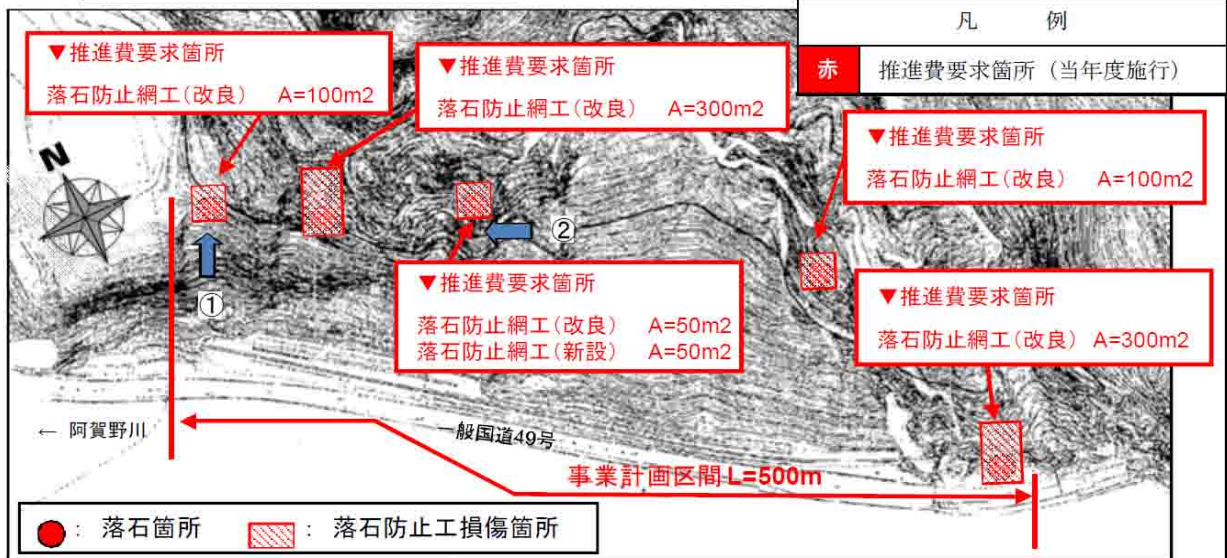 凡 例
赤 推進費要求箇所（当年度施行）
▼推進費要求箇所
落石防止網工（改良） A=100m2
▼推進費要求箇所
落石防止網工（改良） A=300m2
▼推進費要求箇所
落石防止網工（改良） A=100m2
N
①
②
▼推進費要求箇所
落石防止網工（改良） A=50m2
落石防止網工（新設） A=50m2
▼推進費要求箇所
落石防止網工（改良） A=300m2
← 阿賀野川
一般国道49号
事業計画区間L=500m
： 落石箇所 ： 落石防止工損傷箇所